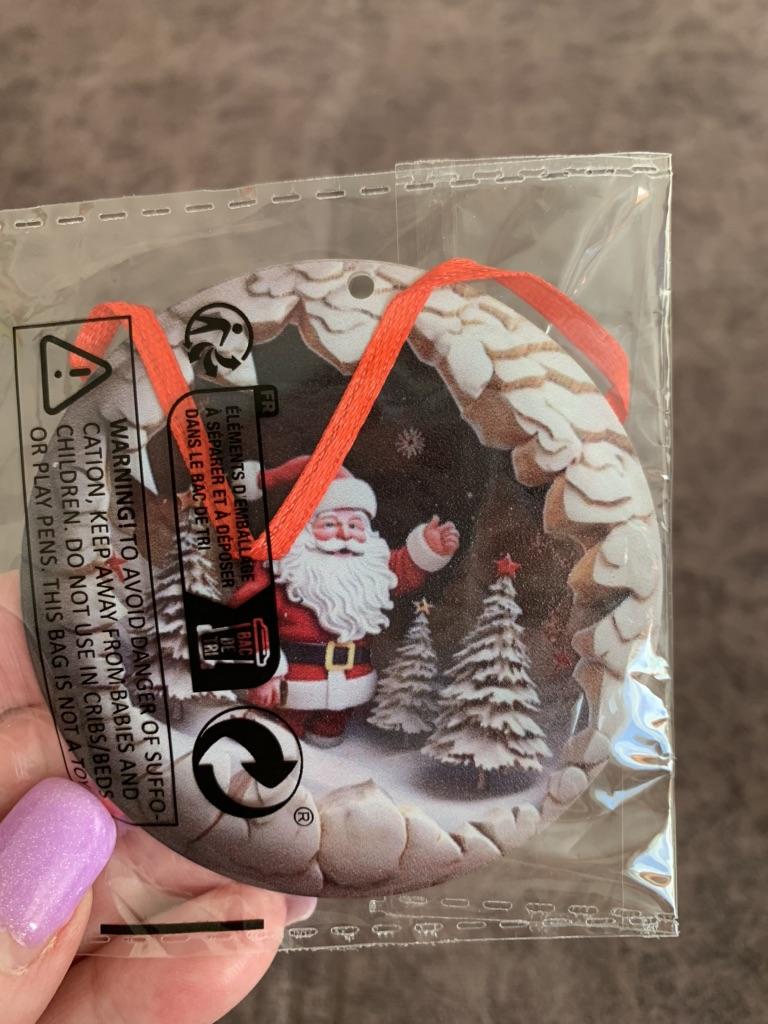 WARNING! TO AVOID DANGER OF SUFFO-
CATION, KEEP AWAY FROM BABIES AND
CHILDREN. DO NOT USE IN CRIBS/BEDS
OR PLAY PENS. THIS BAG IS NOT A TOY
FR
ÉLÉMENTS D'EMBALLAGE
À SÉPARER ET À DÉPOSER
DANS LE BAC DE TRI
BAC
DE
TRI
®